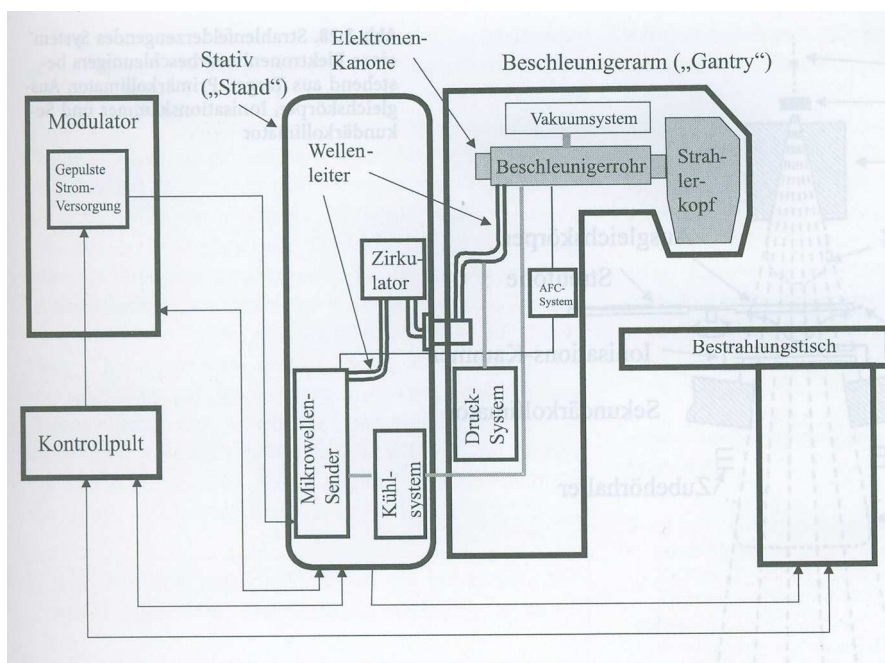 Stativ
(„Stand“)
Elektronen-
Kanone
Beschleunigerarm („Gantry“)
Modulator
Gepulste
Strom-
Versorgung
Wellen-
leiter
Vakuumsystem
Beschleunigerrohr
Strah-
ler-
kopf
Zirku-
lator
AFC-
System
Bestrahlungstisch
Kontrollpult
Mikrowellen-
Sender
Kühl-
system
Druck-
System